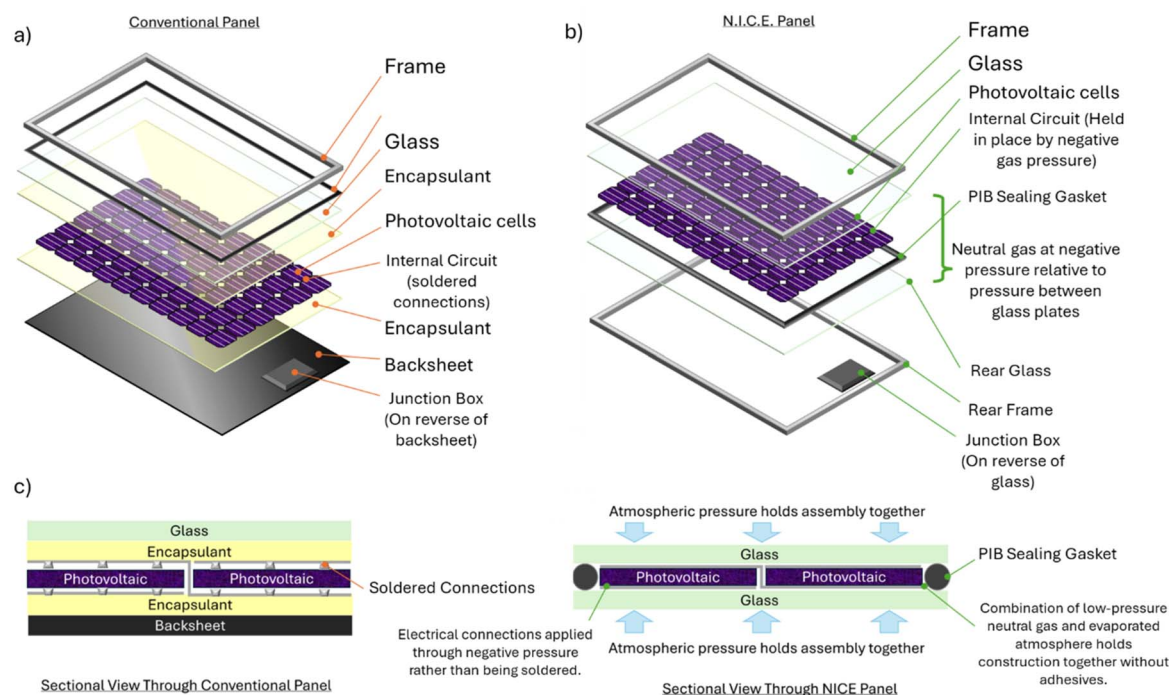 Conventional Panel
a)
Frame
Glass
Encapsulant
Photovoltaic cells
Internal Circuit
(soldered
connections)
Encapsulant
Backsheet
Junction Box
(On reverse of
backsheet)
N.I.C.E. Panel
b)
Frame
Glass
Photovoltaic cells
Internal Circuit (Held
in place by negative
gas pressure)
PIB Sealing Gasket
Neutral gas at negative
pressure relative to
pressure between
glass plates
Rear Glass
Rear Frame
Junction Box
(On reverse of
glass)
c)
Glass
Encapsulant
Photovoltaic
Photovoltaic
Encapsulant
Backsheet
Soldered Connections
Sectional View Through Conventional Panel
Atmospheric pressure holds assembly together
Glass
Photovoltaic
Photovoltaic
Glass
PIB Sealing Gasket
Electrical connections applied
through negative pressure
rather than being soldered.
Atmospheric pressure holds assembly together
Combination of low-pressure
neutral gas and evaporated
atmosphere holds
construction together without
adhesives.
Sectional View Through NICE Panel